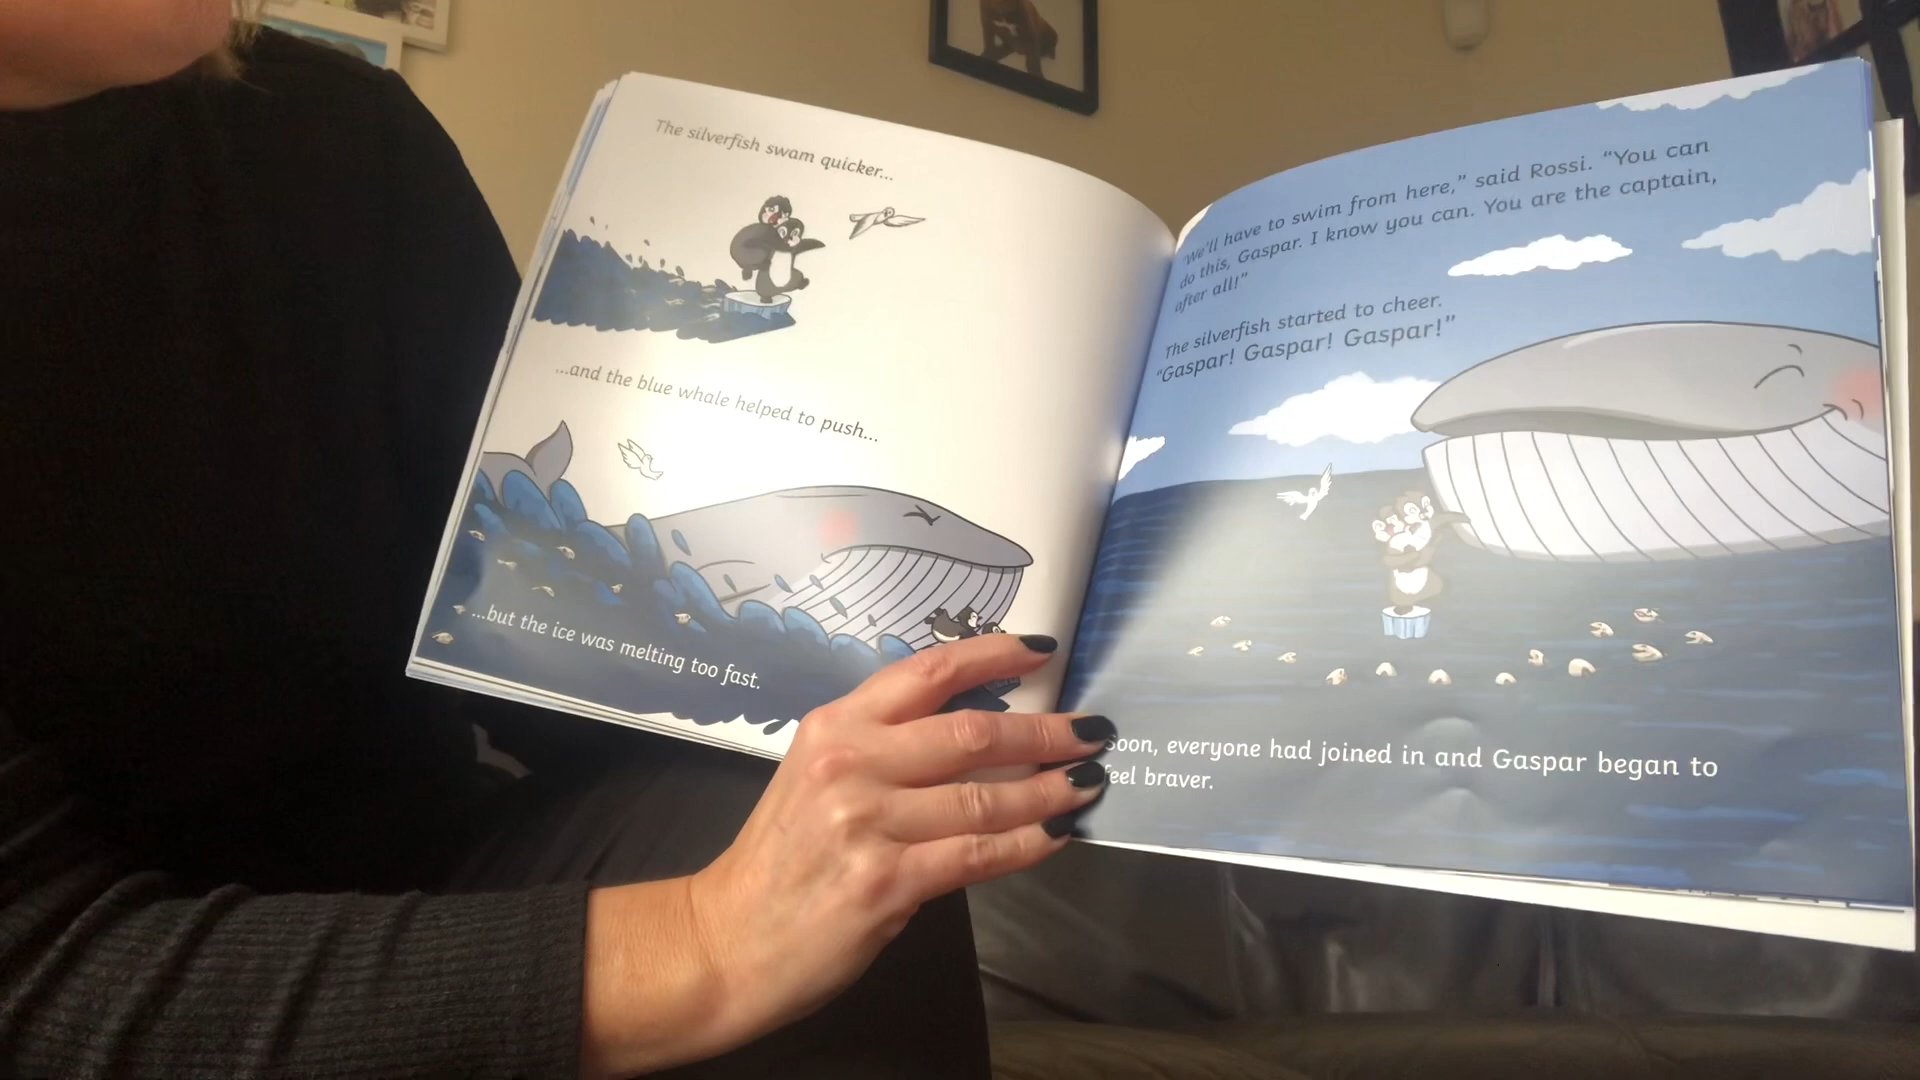 The silverfish swam quicker...
...and the blue whale helped to push...
...but the ice was melting too fast.
“We’ll have to swim from here,” said Rossi. “You can
do this, Gaspar. I know you can. You are the captain,
after all!”
The silverfish started to cheer.
“Gaspar! Gaspar! Gaspar!”
Soon, everyone had joined in and Gaspar began to
feel braver.